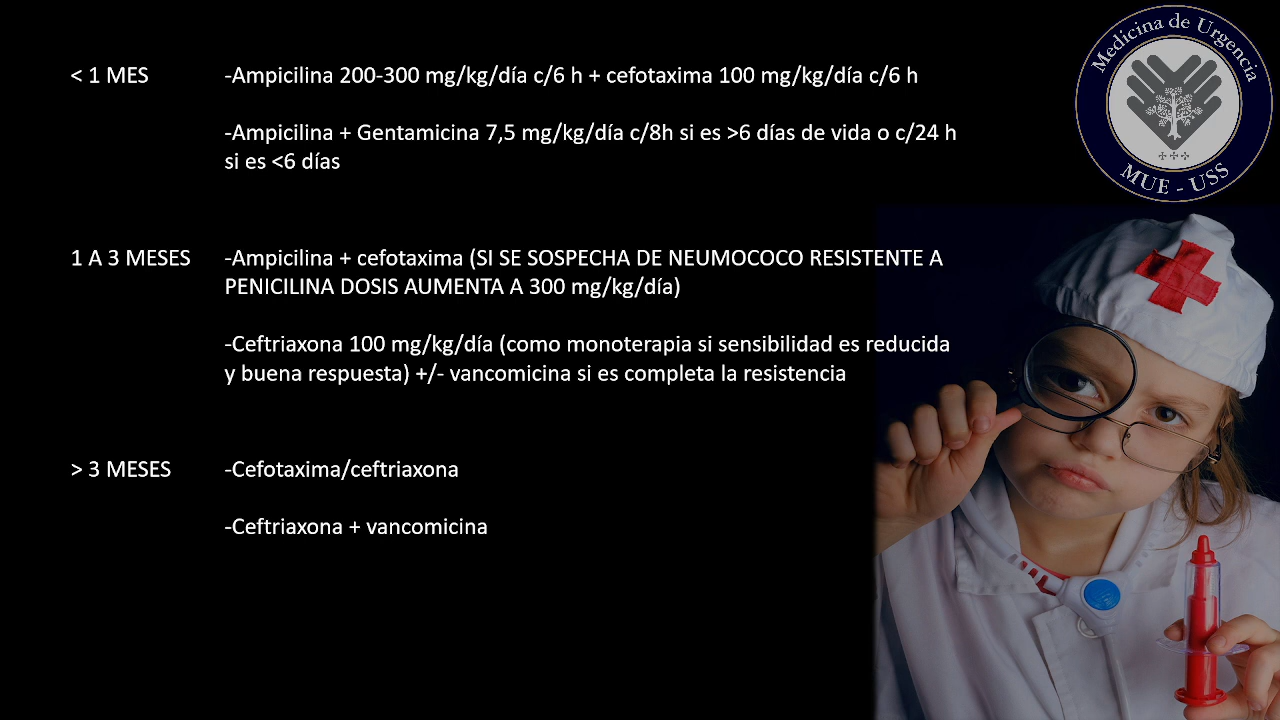 Medicina de Urgencia
MUE - USS
< 1 MES -Ampicilina 200-300 mg/kg/día c/6 h + cefotaxima 100 mg/kg/día c/6 h
-Ampicilina + Gentamicina 7,5 mg/kg/día c/8h si es >6 días de vida o c/24 h
si es <6 días
1 A 3 MESES -Ampicilina + cefotaxima (SI SE SOSPECHA DE NEUMOCOCO RESISTENTE A
PENICILINA DOSIS AUMENTA A 300 mg/kg/día)
-Ceftriaxona 100 mg/kg/día (como monoterapia si sensibilidad es reducida
y buena respuesta) +/- vancomicina si es completa la resistencia
> 3 MESES -Cefotaxima/ceftriaxona
-Ceftriaxona + vancomicina